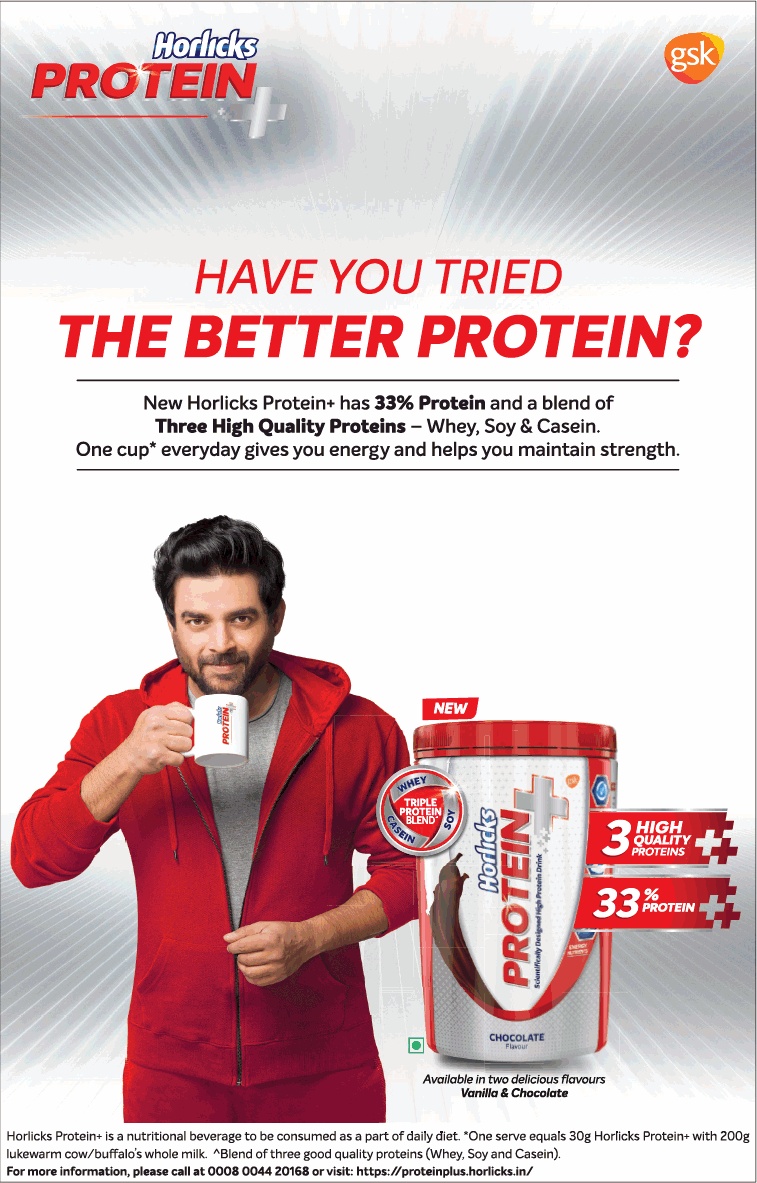 Horlicks
PROTEIN+
gsk
HAVE YOU TRIED
THE BETTER PROTEIN?
New Horlicks Protein+ has 33% Protein and a blend of
Three High Quality Proteins – Whey, Soy & Casein.
One cup* everyday gives you energy and helps you maintain strength.
Horlicks
PROTEIN+
NEW
WHEY
SOY
CASEIN
TRIPLE
PROTEIN
BLEND^
gsk
Horlicks
PROTEIN+
Scientifically Designed High Protein Drink
3 HIGH
QUALITY
PROTEINS
33%
PROTEIN
CHOCOLATE
Flavour
Available in two delicious flavours
Vanilla & Chocolate
Horlicks Protein+ is a nutritional beverage to be consumed as a part of daily diet. *One serve equals 30g Horlicks Protein+ with 200g
lukewarm cow/buffalo's whole milk. ^Blend of three good quality proteins (Whey, Soy and Casein).
For more information, please call at 0008 0044 20168 or visit: https://proteinplus.horlicks.in/